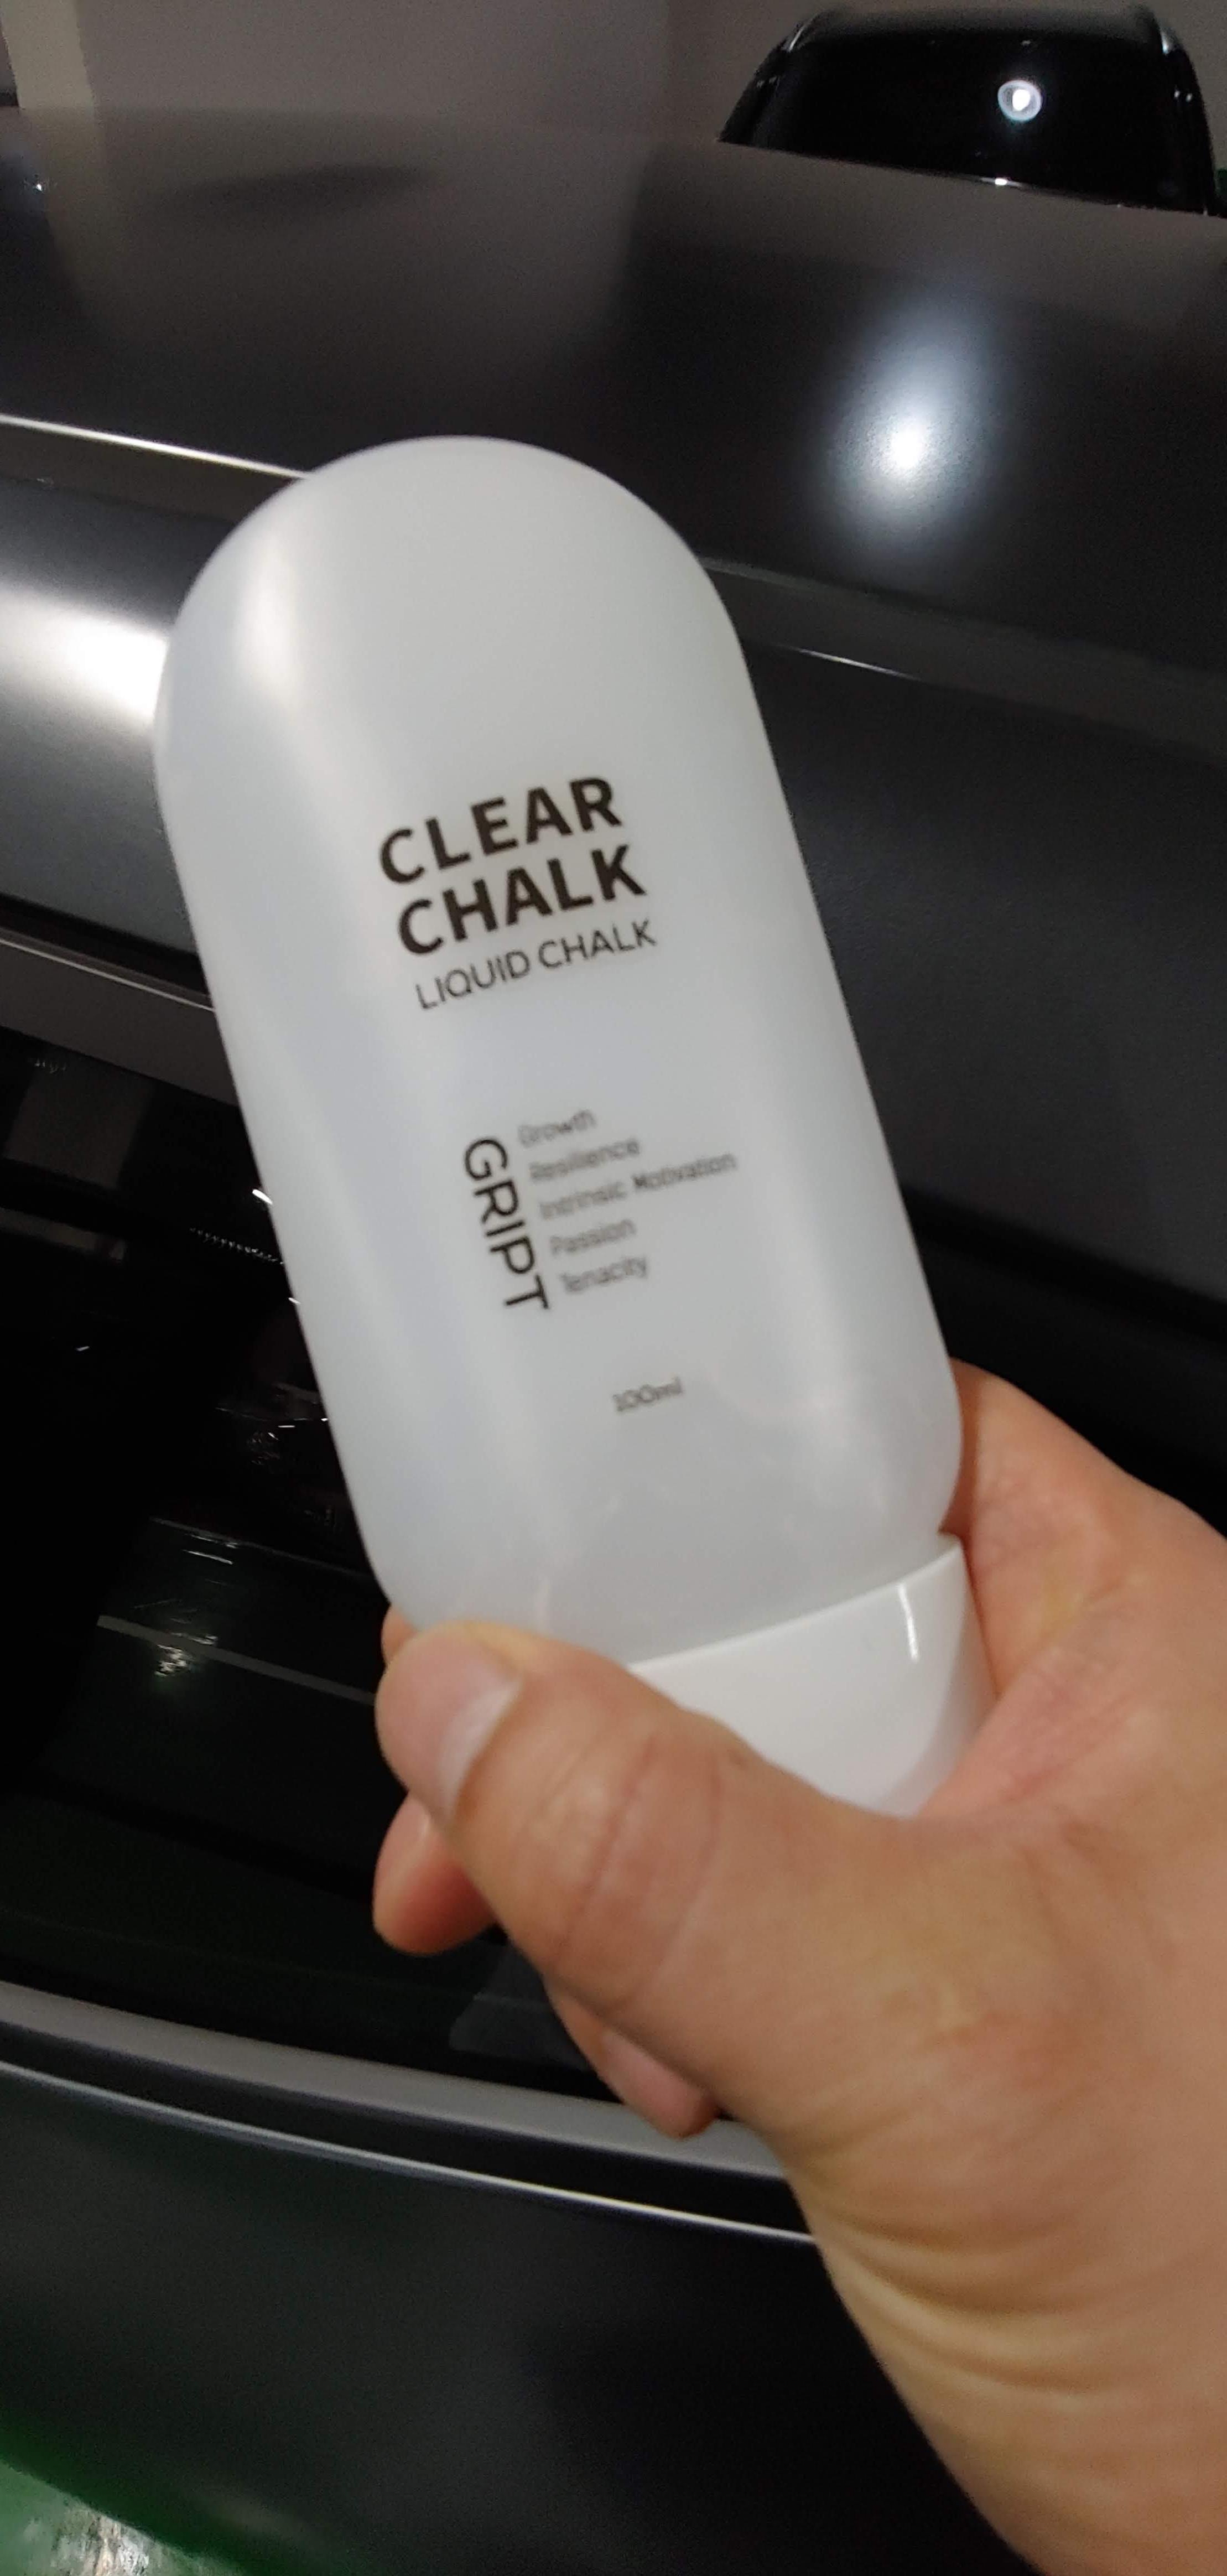 CLEAR
CHALK
LIQUID CHALK
GRIPT
Growth
Resilience
Intrinsic Motivation
Passion
Tenacity
100ml